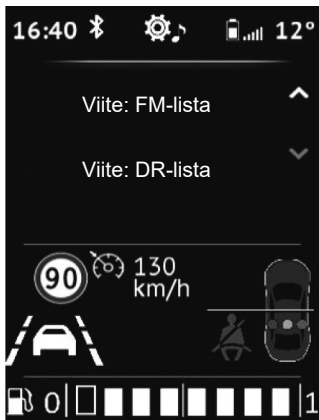 16:40 12°
Viite: FM-lista
Viite: DR-lista
90 130
km/h
0 1